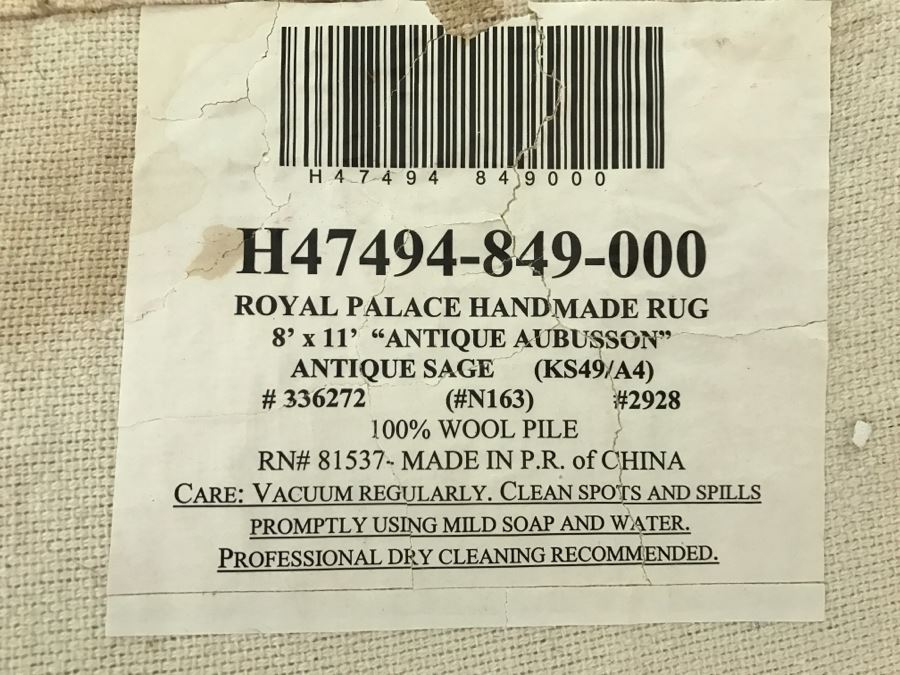 H47494 849000
H47494-849-000
ROYAL PALACE HANDMADE RUG
8' x 11' “ANTIQUE AUBUSSON”
ANTIQUE SAGE (KS49/A4)
# 336272 (#N163) #2928
100% WOOL PILE
RN# 81537- MADE IN P.R. of CHINA
CARE: VACUUM REGULARLY. CLEAN SPOTS AND SPILLS
PROMPTLY USING MILD SOAP AND WATER.
PROFESSIONAL DRY CLEANING RECOMMENDED.